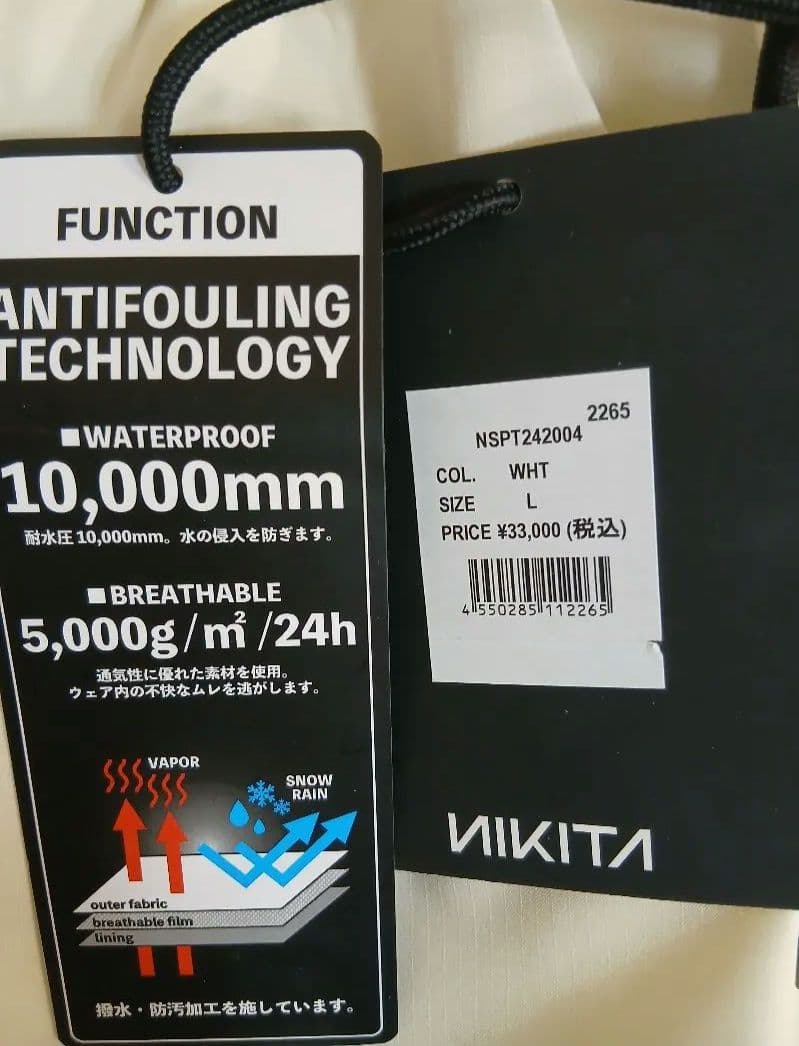 FUNCTION
ANTIFOULING
TECHNOLOGY
■WATERPROOF
10,000mm
耐水圧10,000mm。水の侵入を防ぎます。
■BREATHABLE
5,000g/㎡/24h
通気性に優れた素材を使用。
ウェア内の不快なムレを逃がします。
VAPOR
SNOW
RAIN
outer fabric
breathable film
lining
撥水・防汚加工を施しています。
2265
NSPT242004
COL. WHT
SIZE L
PRICE ¥33,000 (税込)
4 550285 112265
NIKITA